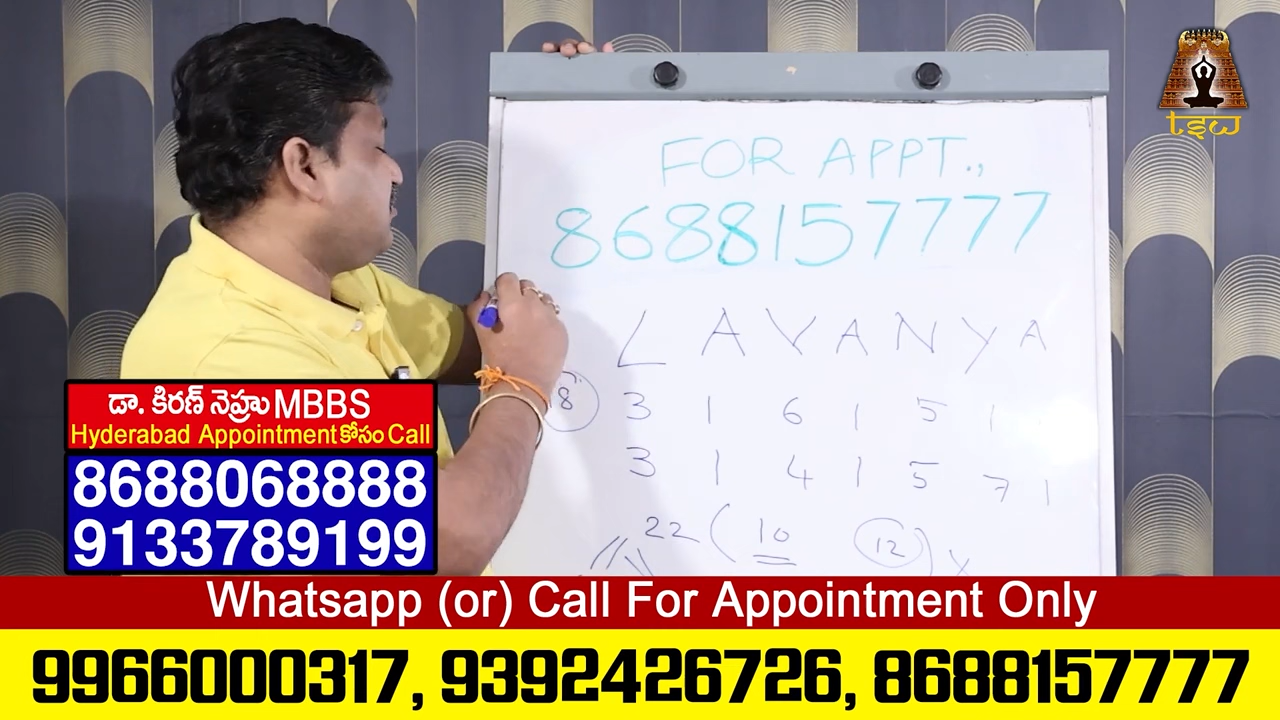 tsw
FOR APPT.,
8688157777
L A V A N Y A
18 3 1 6 1 5 1
3 1 4 1 5 7 1
22 ( 10 12 )
డా. కిరణ్ నెహ్రు MBBS
Hyderabad Appointment కోసం Call
8688068888
9133789199
Whatsapp (or) Call For Appointment Only
9966000317, 9392426726, 8688157777